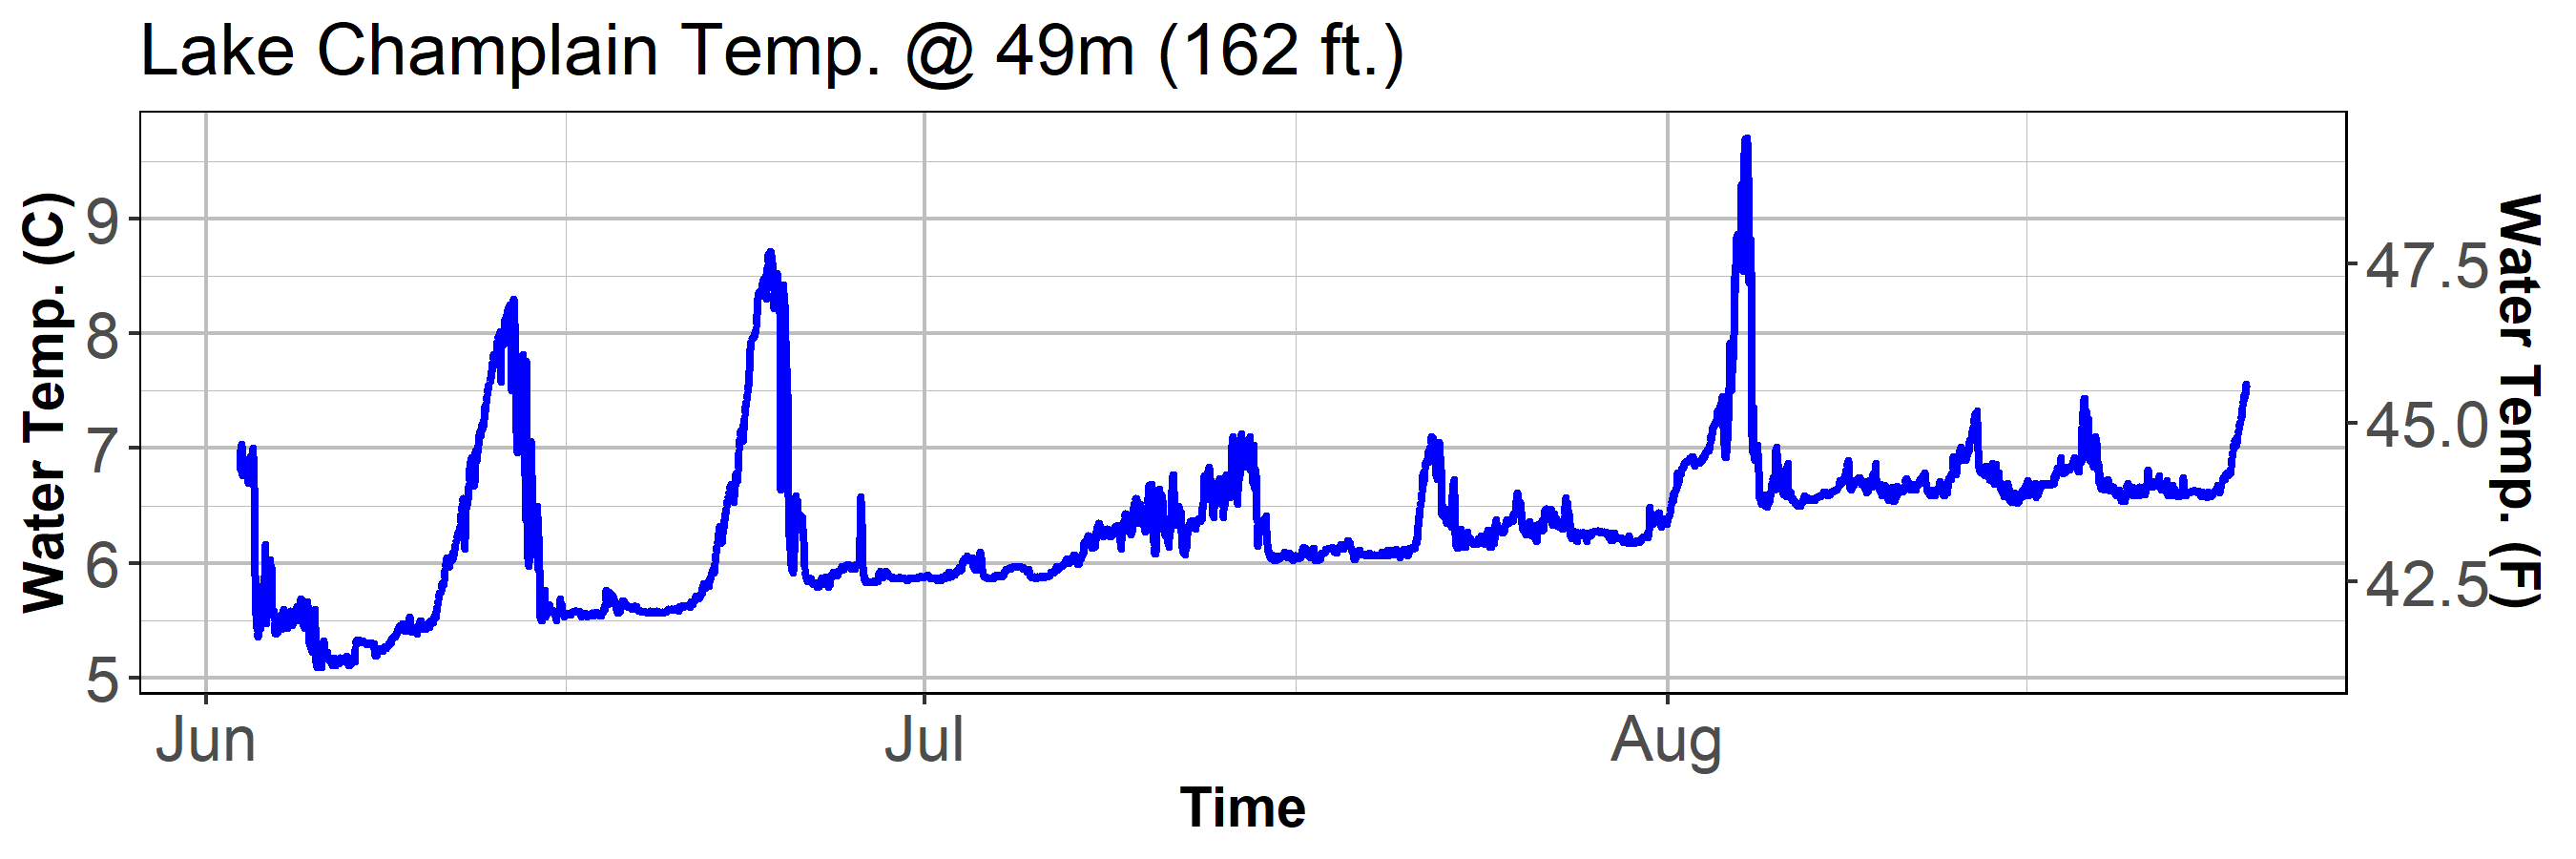 Lake Champlain Temp. @ 49m (162 ft.)
Water Temp. (C)
9
8
7
6
5
47.5
45.0
42.5
Water Temp. (F)
Jun Jul Aug
Time